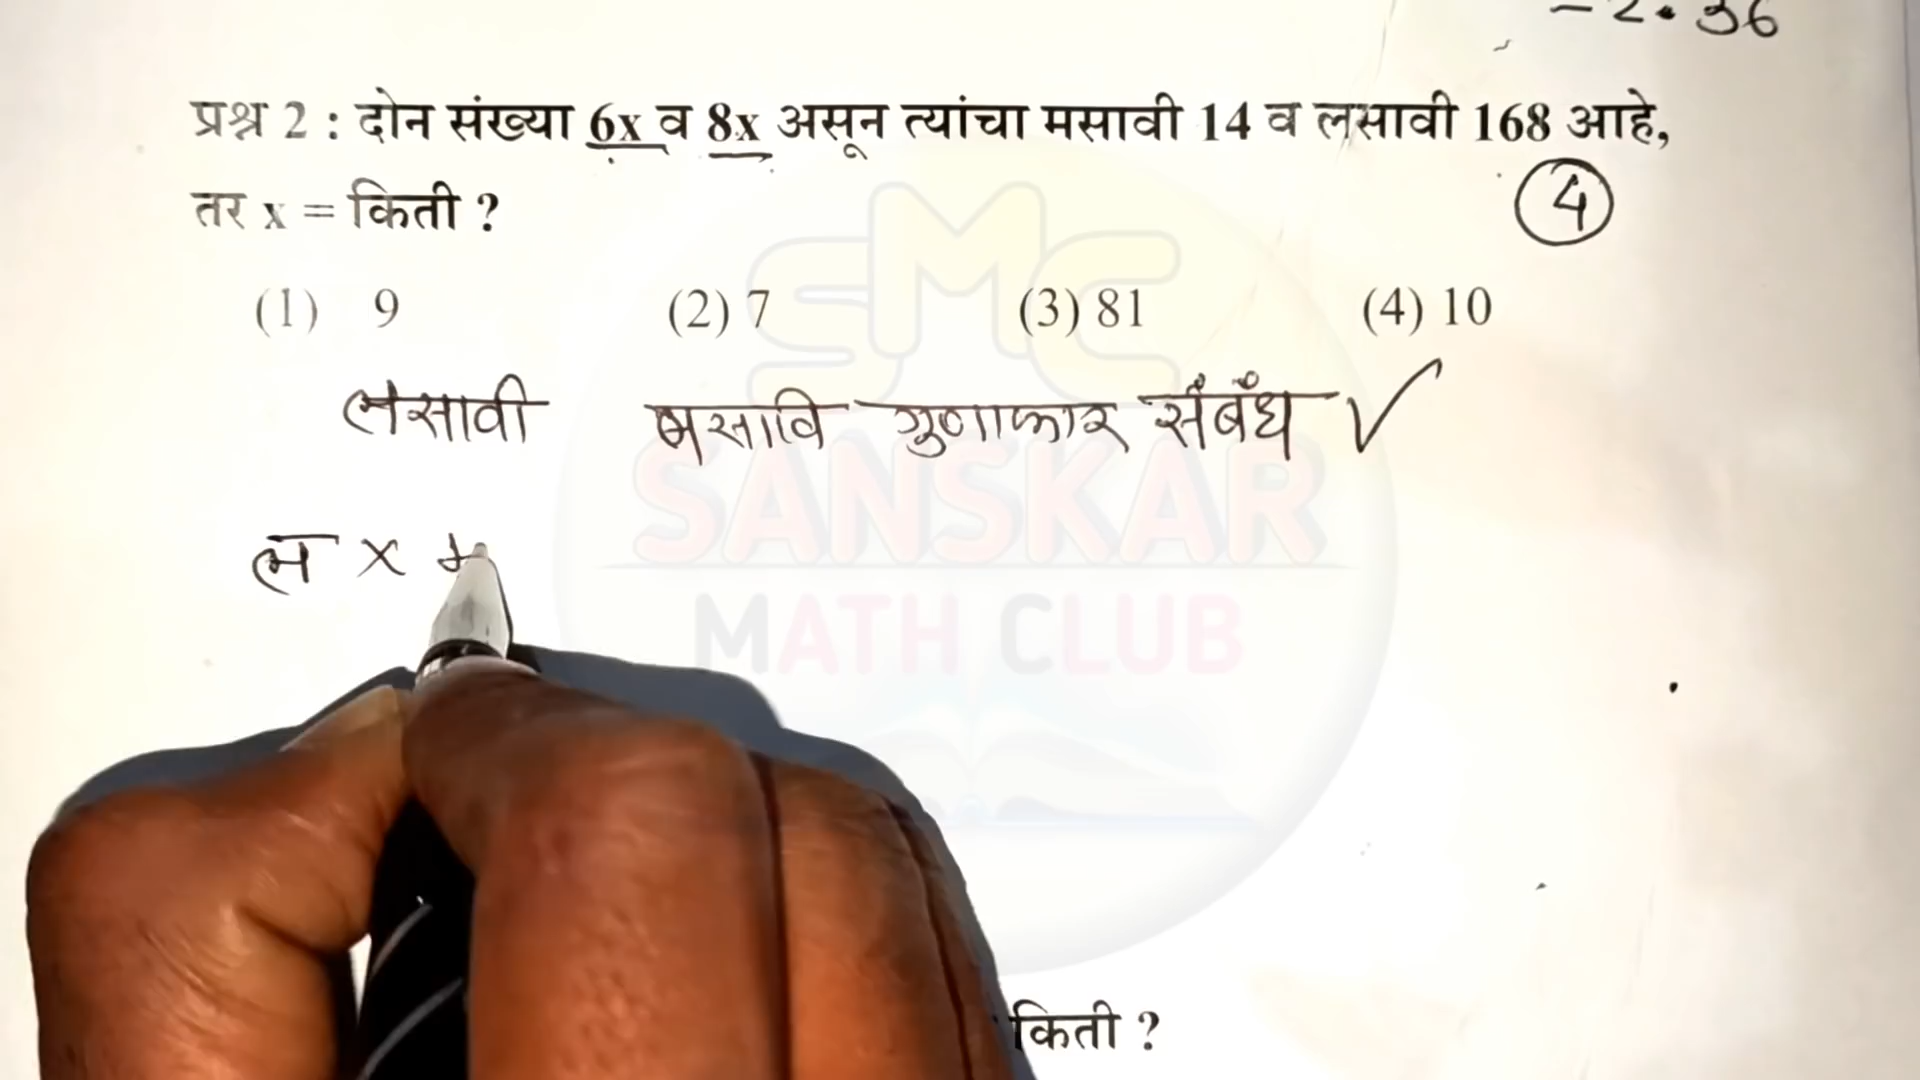 - 2. 36
प्रश्न 2 : दोन संख्या 6x व 8x असून त्यांचा मसावी 14 व लसावी 168 आहे,
तर x = किती ?
4
(1) 9 (2) 7 (3) 81 (4) 10
लसावी मसावि गुणाकार संबंध ✓
SMC
SANSKAR
MATH CLUB
ल x
किती ?